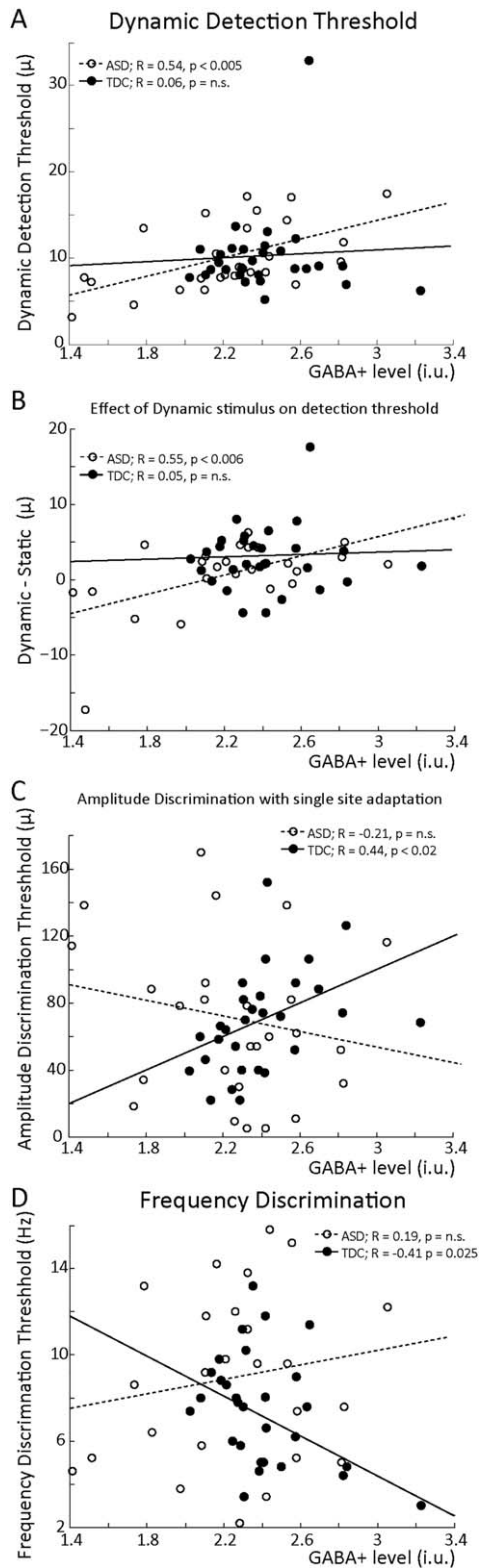 A
Dynamic Detection Threshold
Dynamic Detection Threshold (μ)
30
20
10
0
ASD; R = 0.54, p < 0.005
TDC; R = 0.06, p = n.s.
1.4 1.8 2.2 2.6 3 3.4
GABA+ level (i.u.)
B
Effect of Dynamic stimulus on detection threshold
Dynamic - Static (μ)
20
10
0
−10
−20
ASD; R = 0.55, p < 0.006
TDC; R = 0.05, p = n.s.
1.4 1.8 2.2 2.6 3 3.4
GABA+ level (i.u.)
C
Amplitude Discrimination with single site adaptation
Amplitude Discrimination Threshhold (μ)
160
120
80
40
0
ASD; R = -0.21, p = n.s.
TDC; R = 0.44, p < 0.02
1.4 1.8 2.2 2.6 3 3.4
GABA+ level (i.u.)
D
Frequency Discrimination
Frequency Discrimnation Threshhold (Hz)
14
10
6
2
ASD; R = 0.19, p = n.s.
TDC; R = -0.41 p = 0.025
1.4 1.8 2.2 2.6 3 3.4
GABA+ level (i.u.)